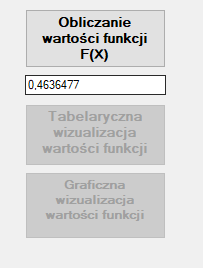 Obliczanie
wartości funkcji
F(X)
0,4636477
Tabelaryczna
wizualizacja
wartości funkcji
Graficzna
wizualizacja
wartości funkcji